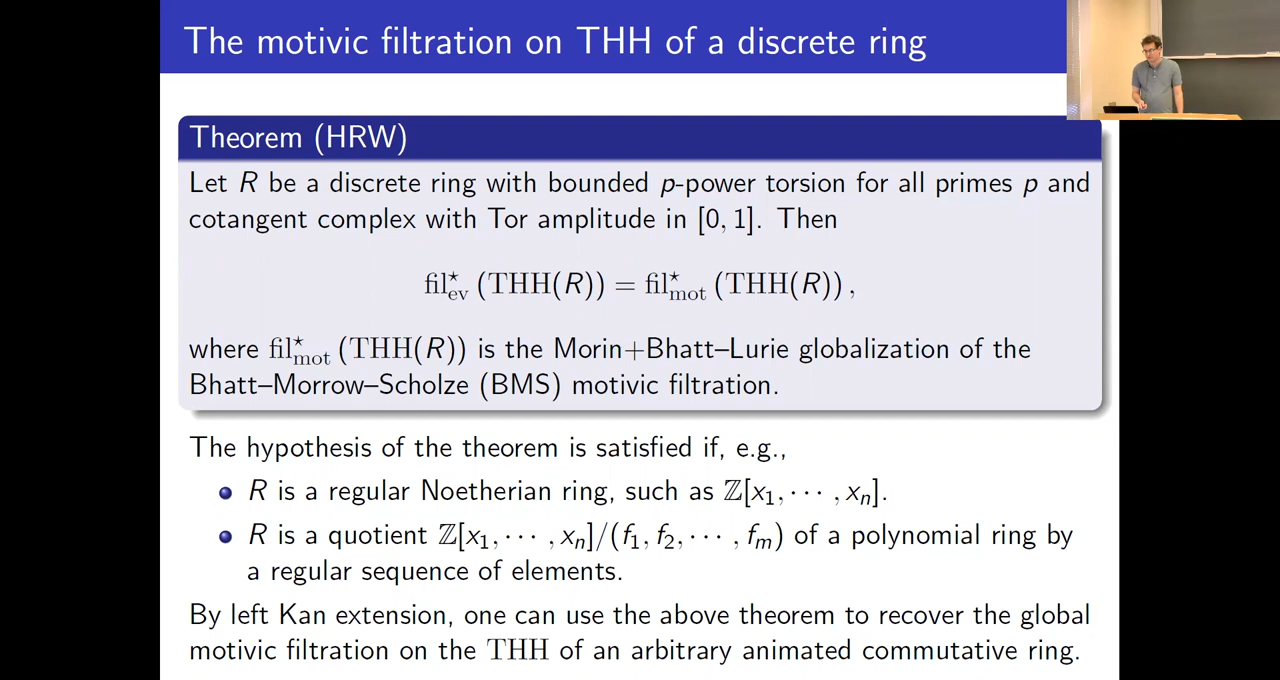 The motivic filtration on THH of a discrete ring
Theorem (HRW)
Let R be a discrete ring with bounded p-power torsion for all primes p and
cotangent complex with Tor amplitude in [0, 1]. Then
fil⋆ev (THH(R)) = fil⋆mot (THH(R)) ,
where fil⋆mot (THH(R)) is the Morin+Bhatt–Lurie globalization of the
Bhatt–Morrow–Scholze (BMS) motivic filtration.
The hypothesis of the theorem is satisfied if, e.g.,
R is a regular Noetherian ring, such as ℤ[x₁, ⋯ , xₙ].
R is a quotient ℤ[x₁, ⋯ , xₙ]/(f₁, f₂, ⋯ , fₘ) of a polynomial ring by
a regular sequence of elements.
By left Kan extension, one can use the above theorem to recover the global
motivic filtration on the THH of an arbitrary animated commutative ring.